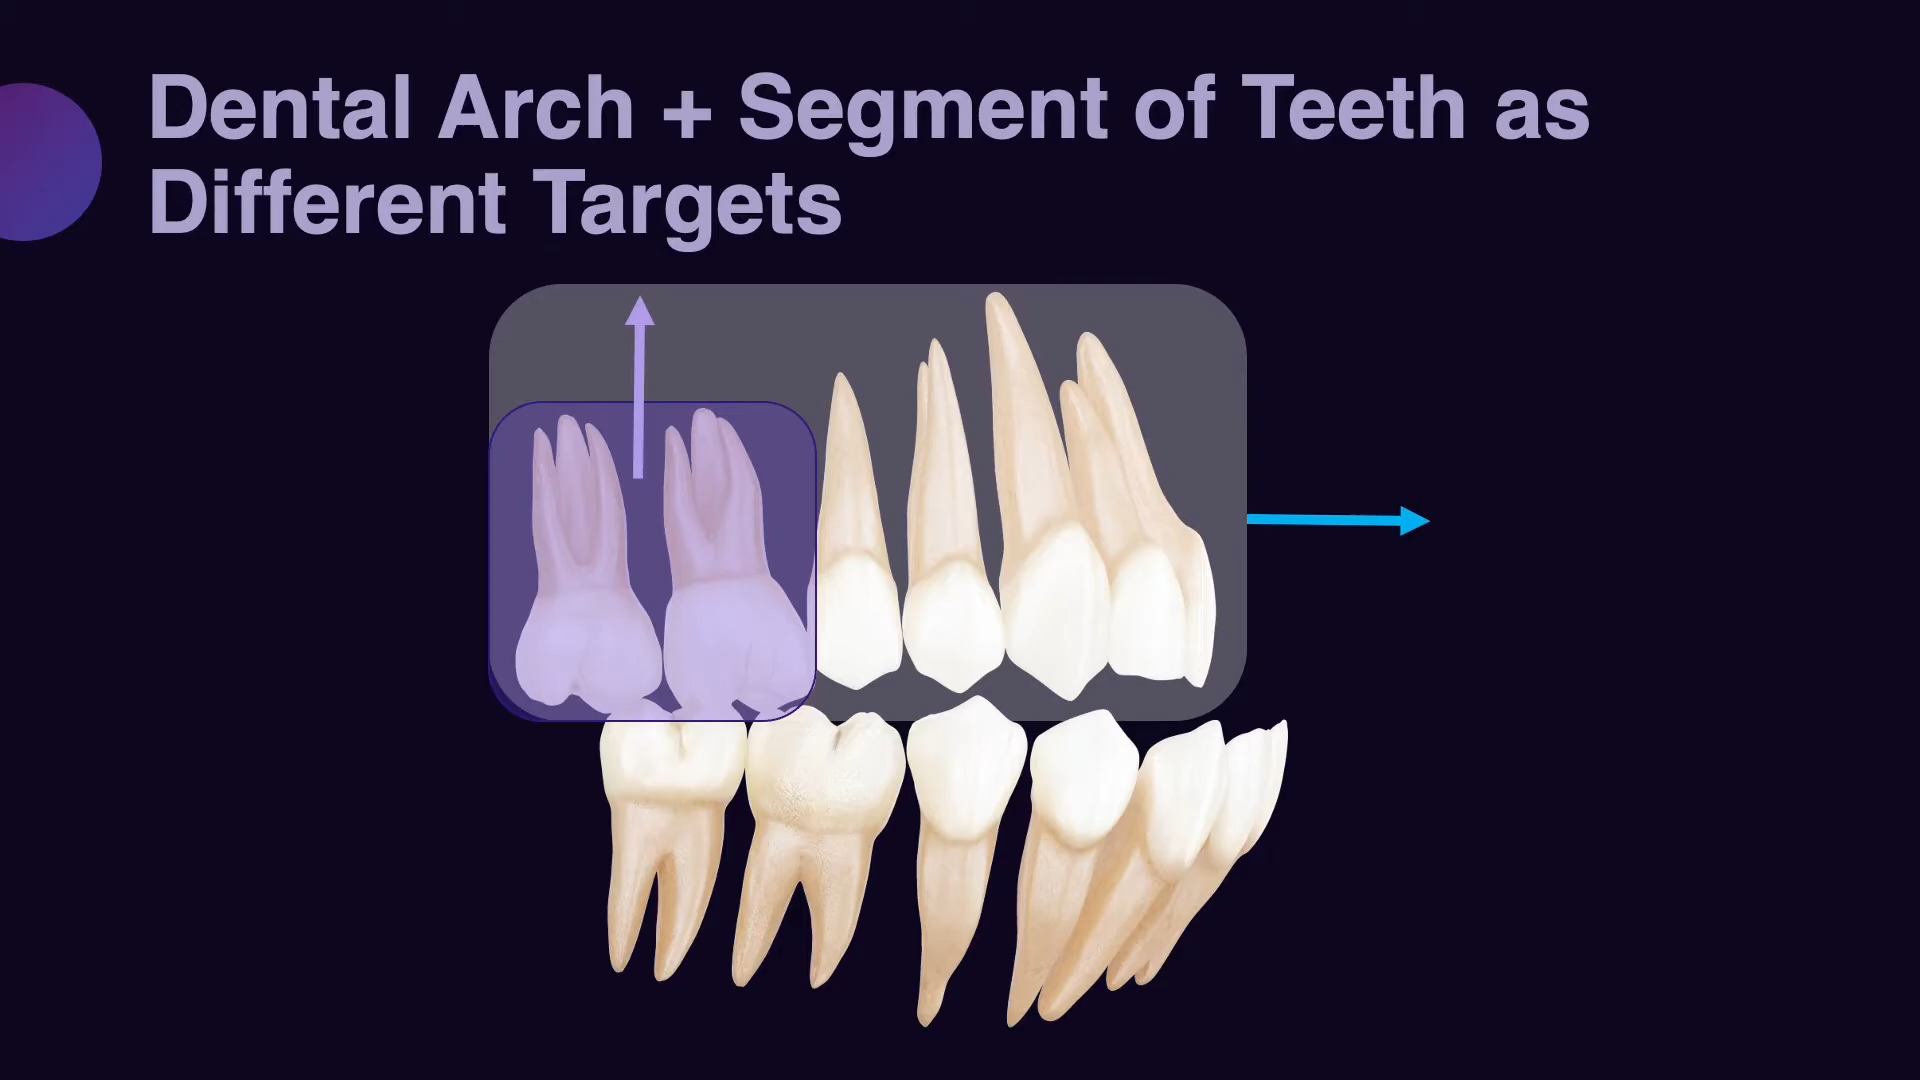 Dental Arch + Segment of Teeth as
Different Targets